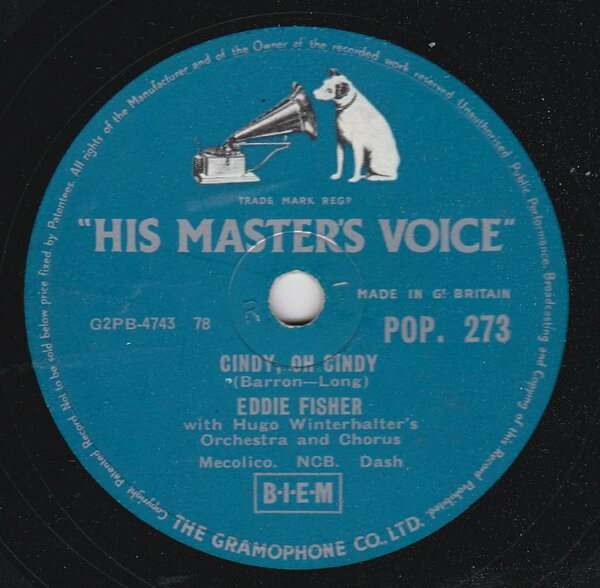 Copyright Patented Record Not to be sold below price fixed by Patentees. All rights of the Manufacturer and of the Owner of the recorded work reserved. Unauthorised Public Performance, Broadcasting and Copying of this Record Prohibited.
TRADE MARK REGD
"HIS MASTER'S VOICE"
MADE IN GT BRITAIN
G2PB-4743 78
POP. 273
CINDY, OH CINDY
(Barron—Long)
EDDIE FISHER
with Hugo Winterhalter's
Orchestra and Chorus
Mecolico. NCB. Dash
B·I·E·M
THE GRAMOPHONE CO. LTD.